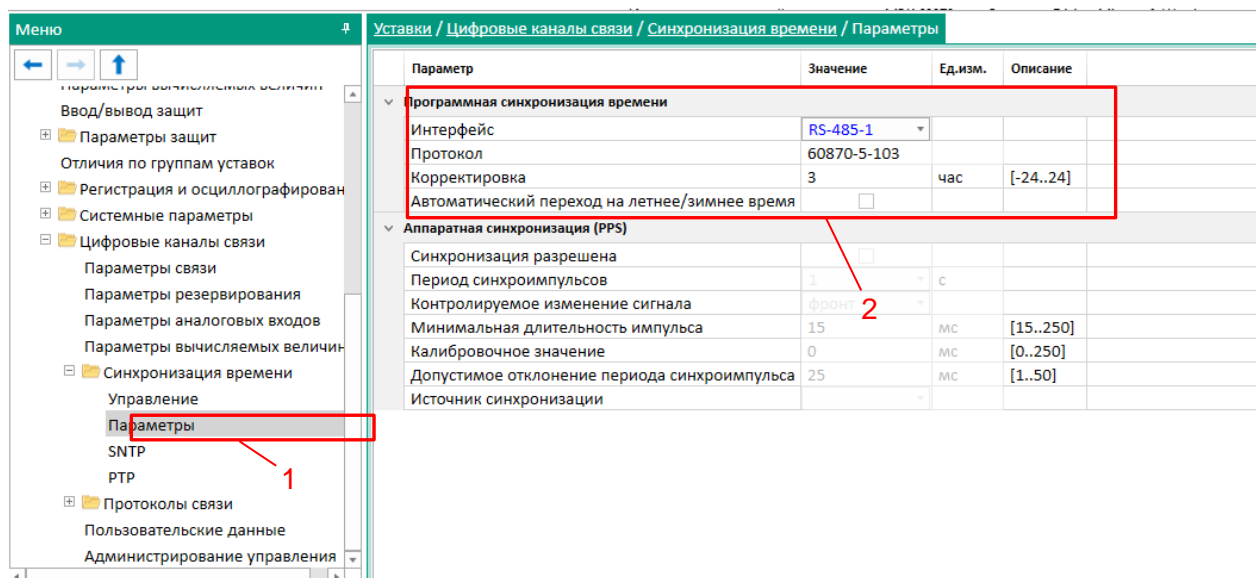 Меню
Уставки / Цифровые каналы связи / Синхронизация времени / Параметры
Параметры вычисляемых величин
Ввод/вывод защит
Параметры защит
Отличия по группам уставок
Регистрация и осциллографирован
Системные параметры
Цифровые каналы связи
Параметры связи
Параметры резервирования
Параметры аналоговых входов
Параметры вычисляемых величин
Синхронизация времени
Управление
Параметры
SNTP
PTP
Протоколы связи
Пользовательские данные
Администрирование управления
1
Параметр Значение Ед.изм. Описание
Программная синхронизация времени
Интерфейс RS-485-1
Протокол 60870-5-103
Корректировка 3 час [-24..24]
Автоматический переход на летнее/зимнее время
Аппаратная синхронизация (PPS)
Синхронизация разрешена
Период синхроимпульсов 1 с
Контролируемое изменение сигнала фронт
Минимальная длительность импульса 15 мс [15..250]
Калибровочное значение 0 мс [0..250]
Допустимое отклонение периода синхроимпульса 25 мс [1..50]
Источник синхронизации
2